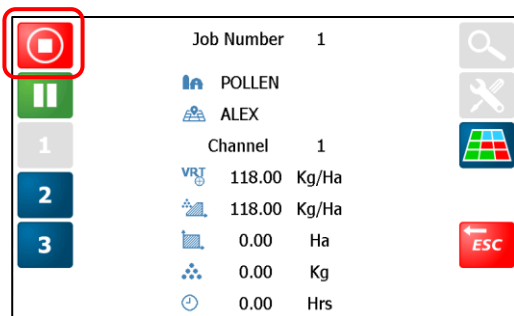 Job Number 1
POLLEN
ALEX
1 Channel 1
VRT 118.00 Kg/Ha
2 118.00 Kg/Ha
3 0.00 Ha ESC
0.00 Kg
0.00 Hrs